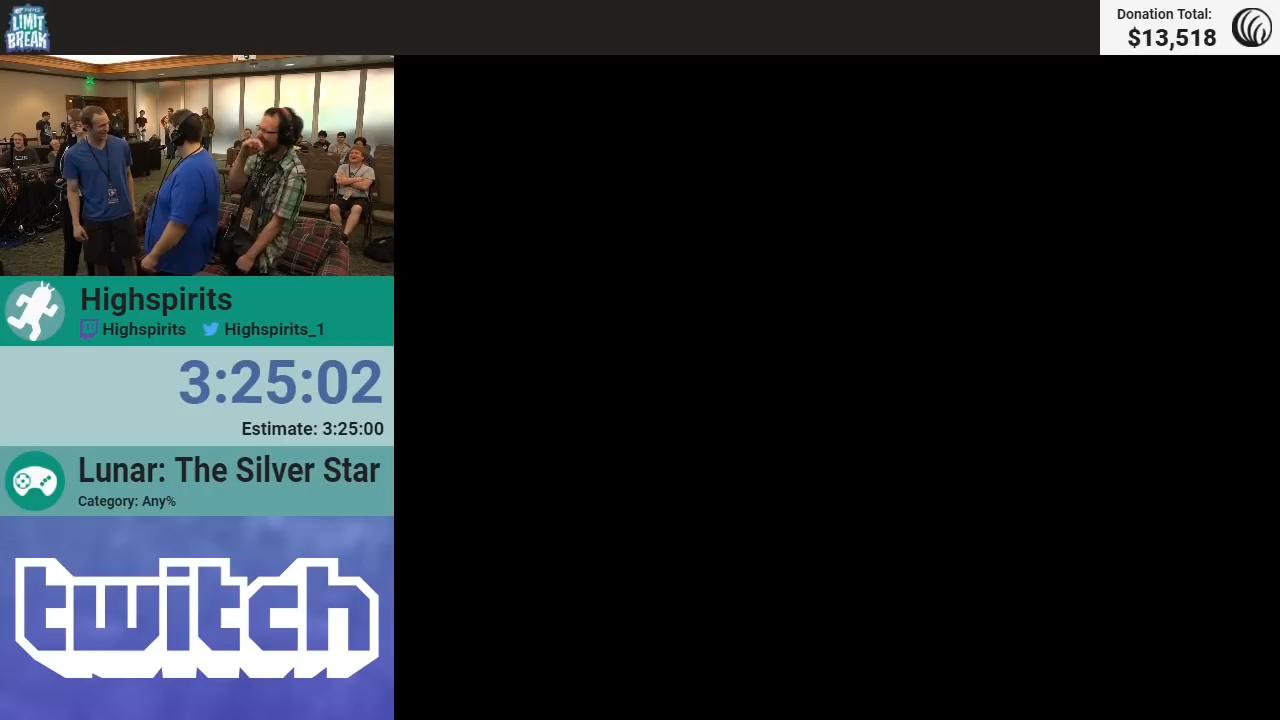 RPG
LIMIT
BREAK
Donation Total:
$13,518
Highspirits
Highspirits
Highspirits_1
3:25:02
Estimate: 3:25:00
Lunar: The Silver Star
Category: Any%
twitch